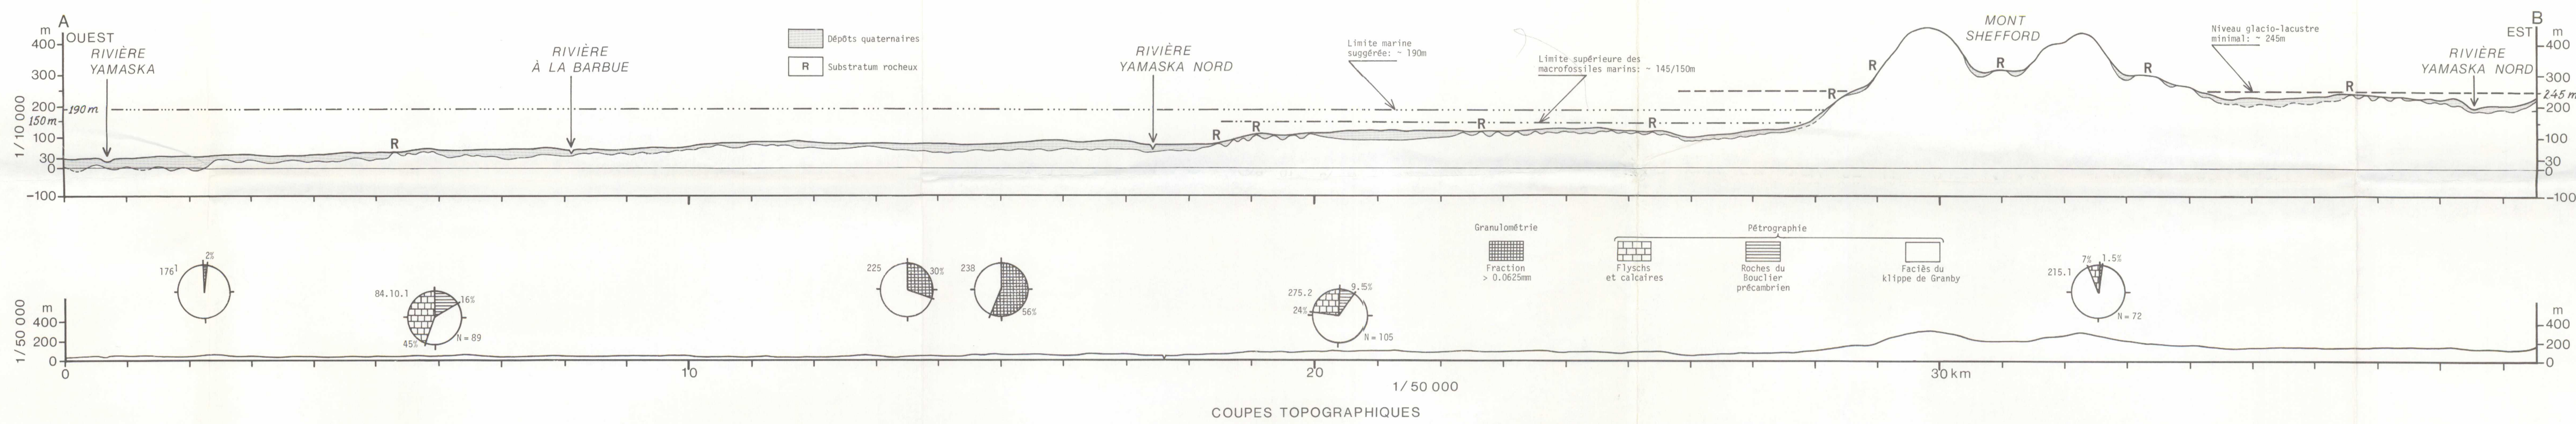 A
m
OUEST
400
300
200
190 m
150 m
100
30
0
-100
1/ 10 000
RIVIÈRE
YAMASKA
RIVIÈRE
À LA BARBUE
Dépôts quaternaires
R Substratum rocheux
RIVIÈRE
YAMASKA NORD
Limite marine
suggérée: ~ 190m
Limite supérieure des
macrofossiles marins: ~ 145/150m
MONT
SHEFFORD
Niveau glacio-lacustre
minimal: ~ 245m
B
EST
m
RIVIÈRE
YAMASKA NORD
400
300
245 m
200
100
30
0
-100
R
R
R
R
R
R
R
R
R
R
Granulométrie
Fraction
> 0.0625mm
Pétrographie
Flyschs
et calcaires
Roches du
Bouclier
précambrien
Faciès du
klippe de Granby
176¹
2%
84.10.1
16%
45%
N = 89
225
30%
238
56%
275.2
9.5%
24%
N = 105
215.1
7%
1.5%
N = 72
1/ 50 000
m
400
200
0
m
400
200
0
0
10
20
30 km
1/ 50 000
COUPES TOPOGRAPHIQUES